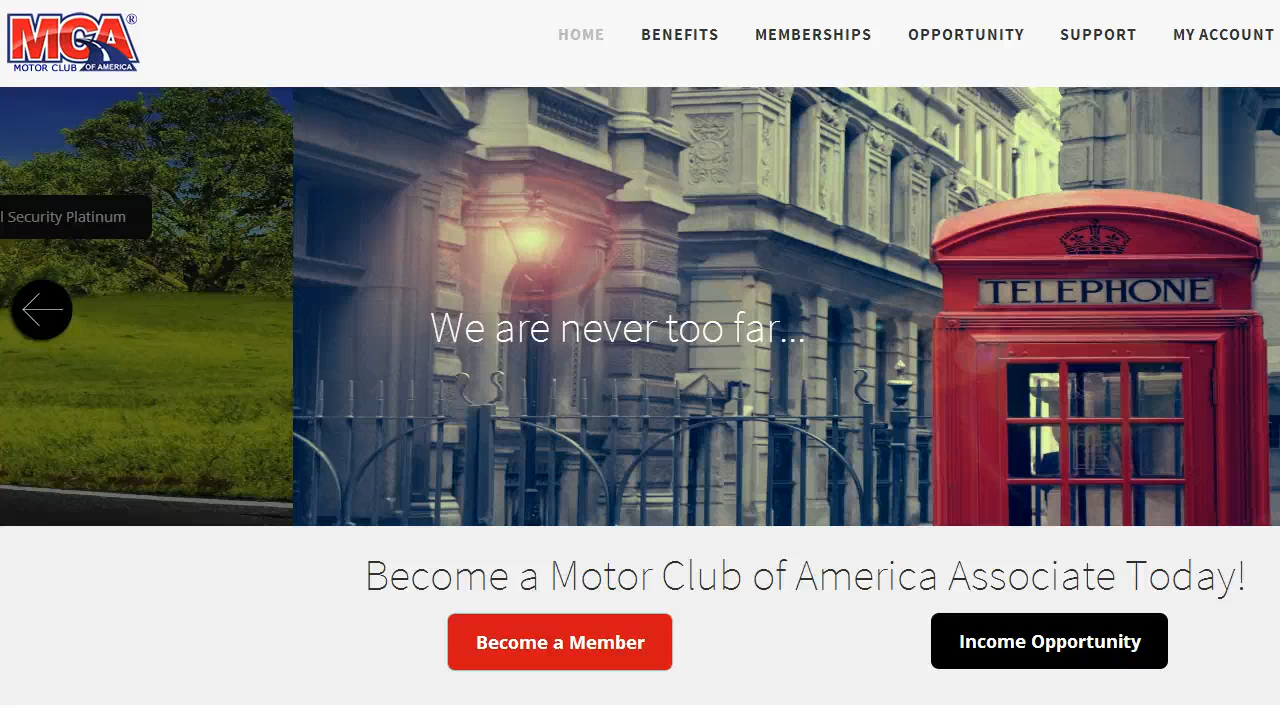 MCA®
MOTOR CLUB OF AMERICA
HOME BENEFITS MEMBERSHIPS OPPORTUNITY SUPPORT MY ACCOUNT
l Security Platinum
TELEPHONE
We are never too far...
Become a Motor Club of America Associate Today!
Become a Member Income Opportunity